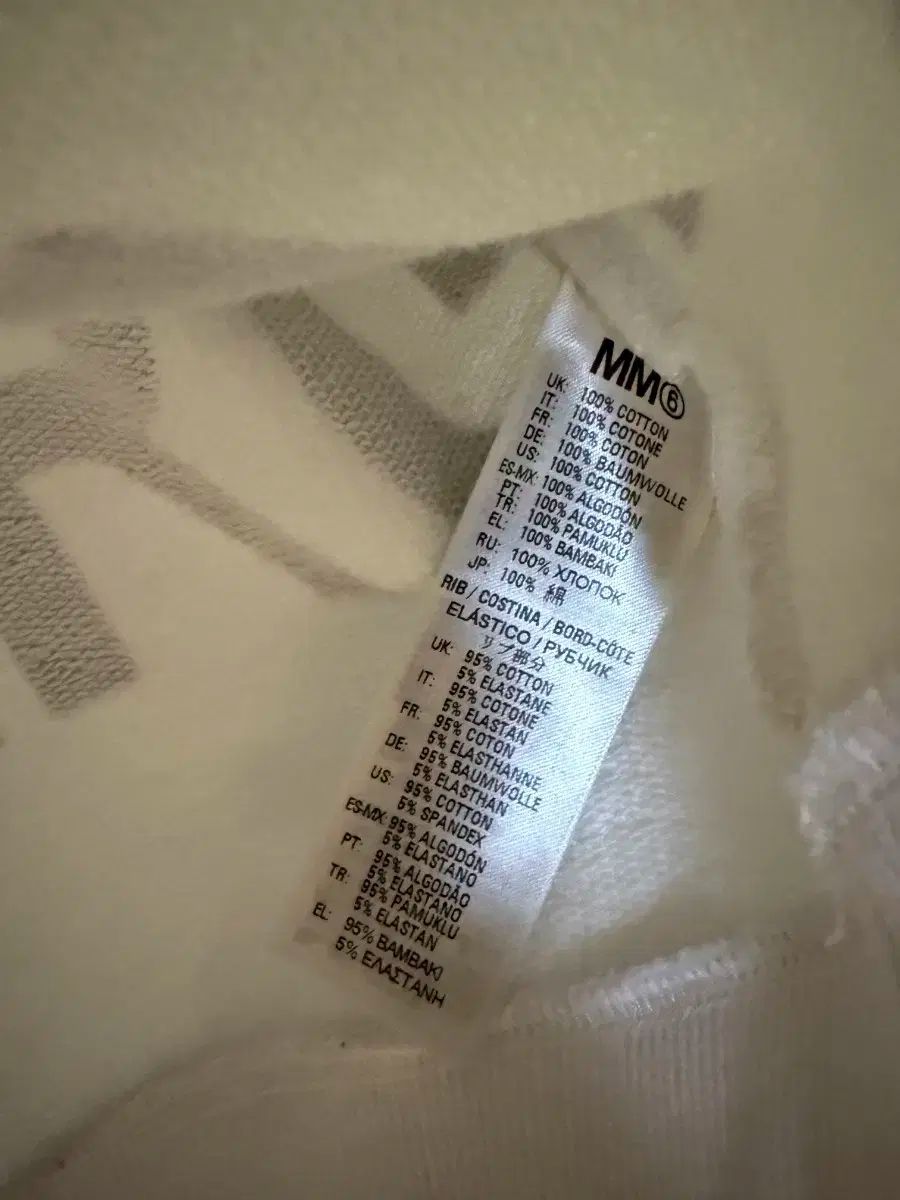 MM⑥
UK: 100% COTTON
IT: 100% COTONE
FR: 100% COTON
DE: 100% BAUMWOLLE
US: 100% COTTON
ES-MX: 100% ALGODÓN
PT: 100% ALGODÃO
TR: 100% PAMUKLU
EL: 100% BAMBAKI
RU: 100% ХЛОПОК
JP: 100% 綿
RIB / COSTINA / BORD-CÔTE
ELÁSTICO / РУБЧИК
リブ部分
UK: 95% COTTON
5% ELASTANE
IT: 95% COTONE
5% ELASTAN
FR: 95% COTON
5% ELASTHANNE
DE: 95% BAUMWOLLE
5% ELASTHAN
US: 95% COTTON
5% SPANDEX
ES-MX: 95% ALGODÓN
5% ELASTANO
PT: 95% ALGODÃO
5% ELASTANO
TR: 95% PAMUKLU
5% ELASTAN
EL: 95% BAMBAKI
5% ΕΛΑΣΤΑΝΗ